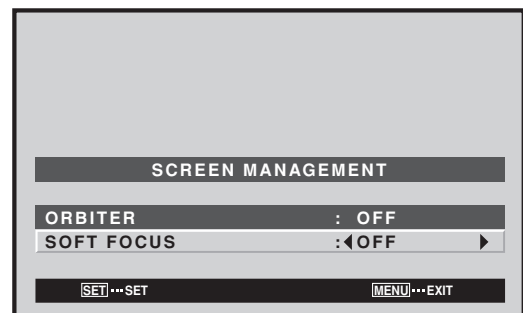 SCREEN MANAGEMENT
ORBITER : OFF
SOFT FOCUS :◀OFF ▶
SET ••• SET MENU ••• EXIT